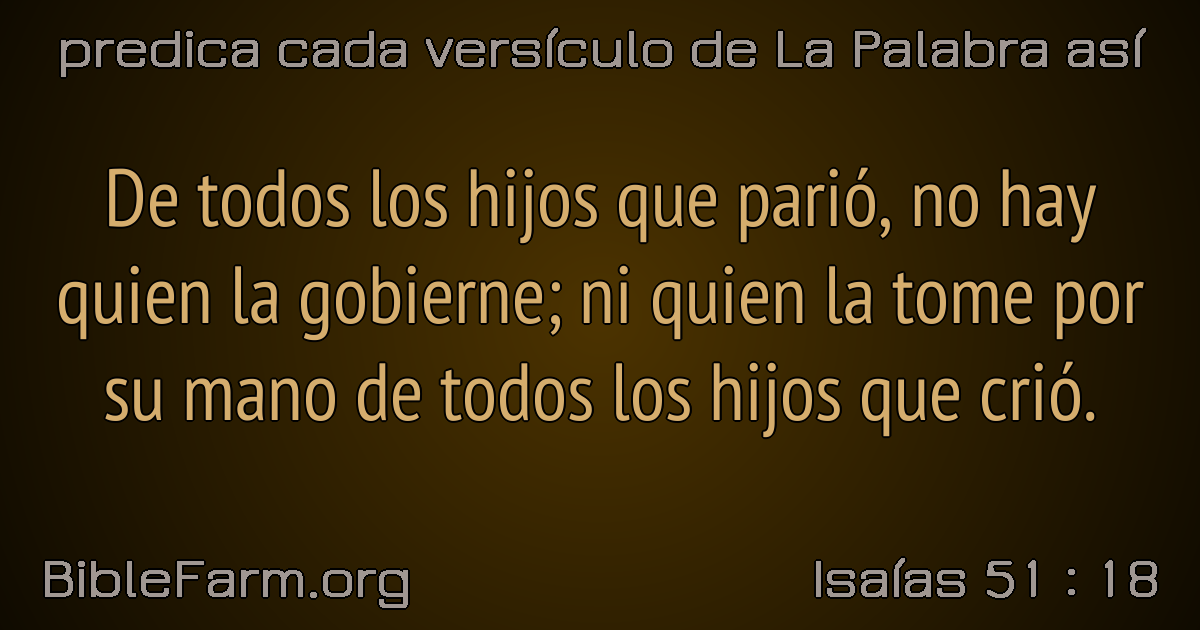 predica cada versículo de La Palabra así
De todos los hijos que parió, no hay
quien la gobierne; ni quien la tome por
su mano de todos los hijos que crió.
BibleFarm.org
Isaías 51 : 18